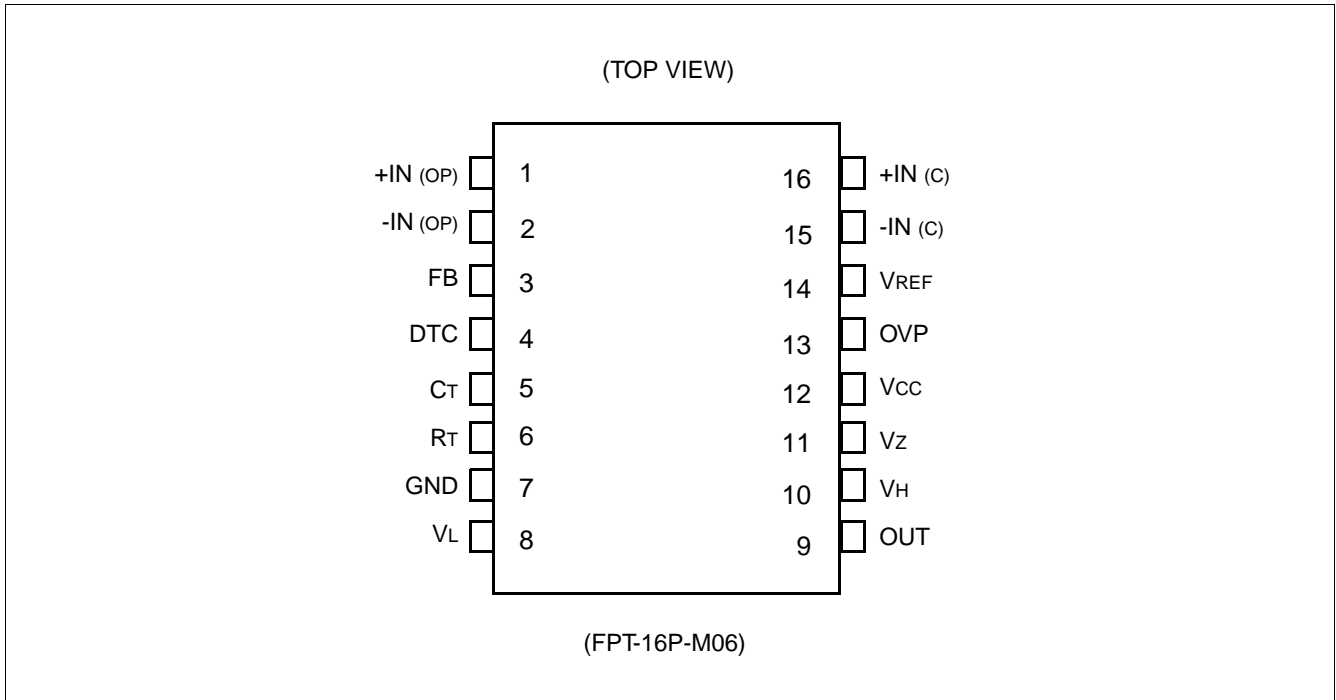 (TOP VIEW)
+IN (OP) 1 16 +IN (C)
-IN (OP) 2 15 -IN (C)
FB 3 14 VREF
DTC 4 13 OVP
CT 5 12 VCC
RT 6 11 VZ
GND 7 10 VH
VL 8 9 OUT
(FPT-16P-M06)